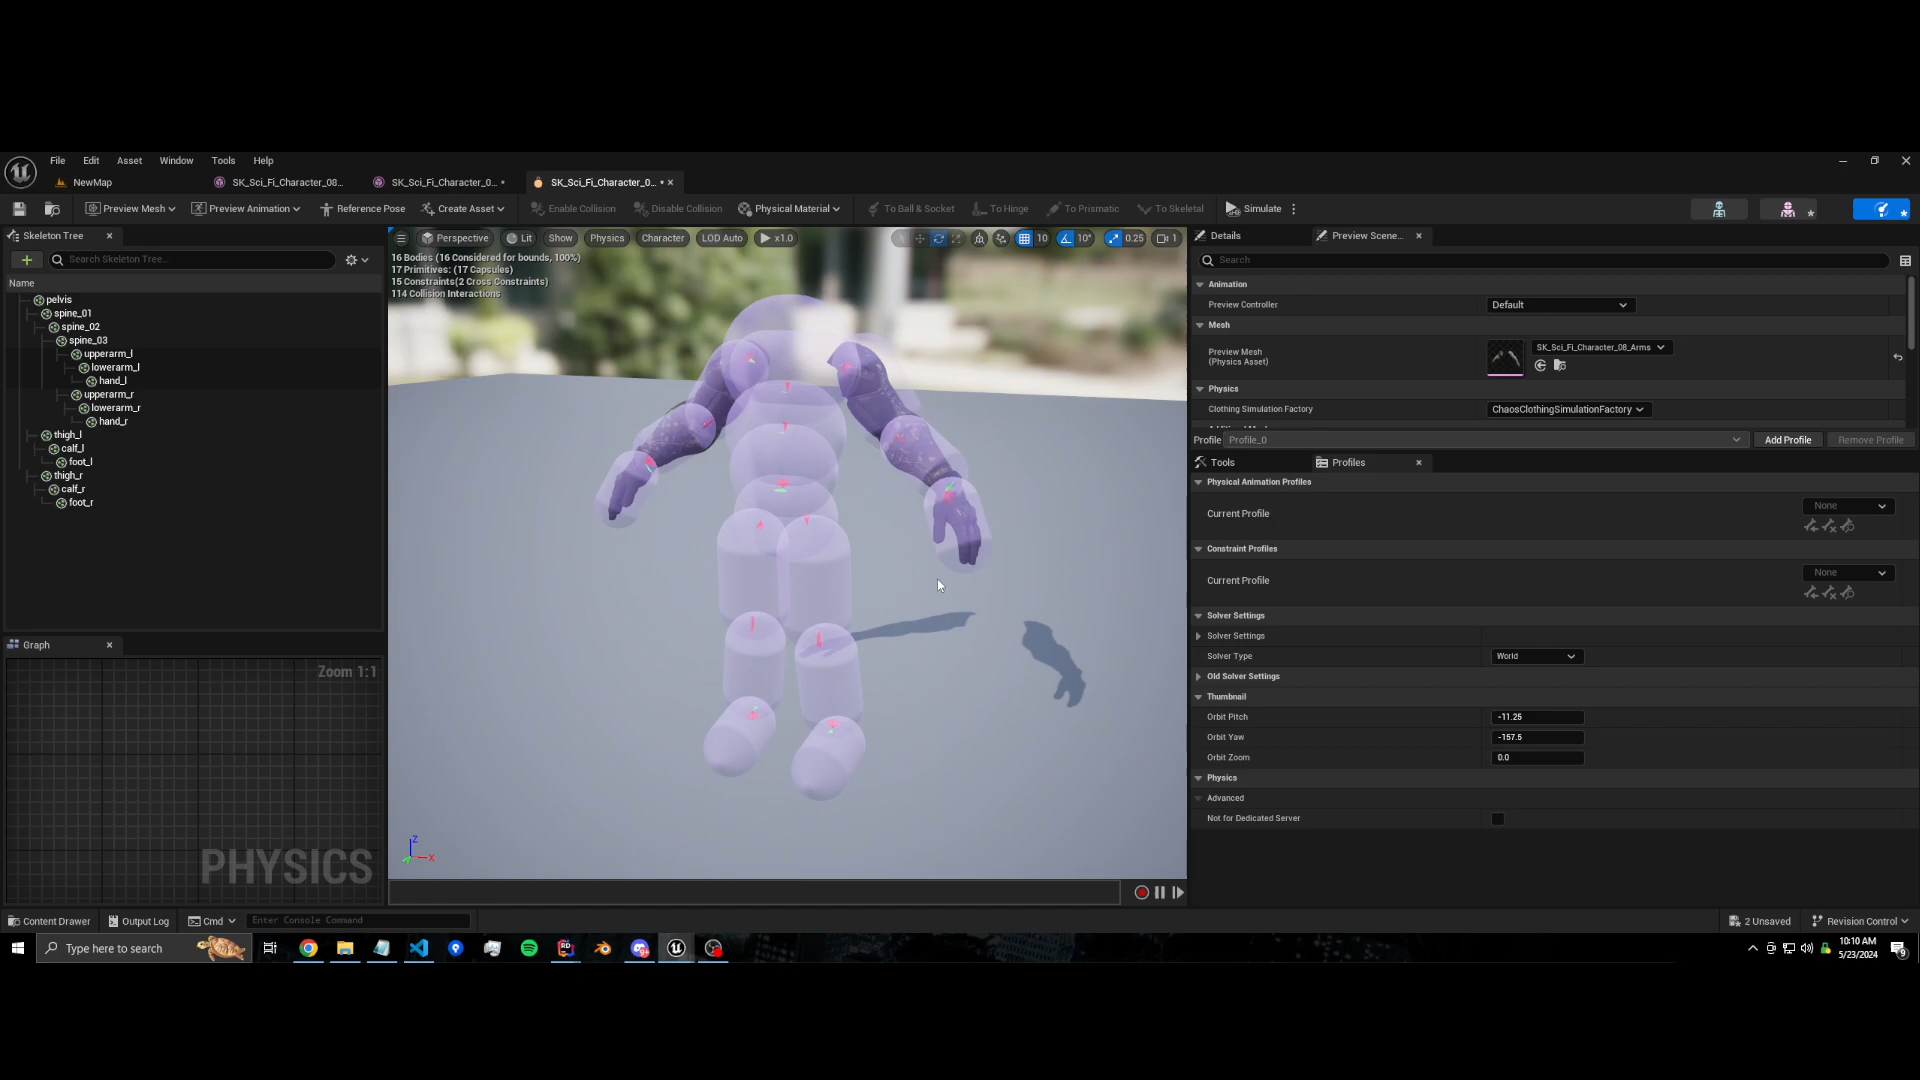 File Edit Asset Window Tools Help
NewMap SK_Sci_Fi_Character_08... SK_Sci_Fi_Character_0... • SK_Sci_Fi_Character_0... •
Preview Mesh Preview Animation Reference Pose Create Asset Enable Collision Disable Collision Physical Material To Ball & Socket To Hinge To Prismatic To Skeletal Simulate
Skeleton Tree
Search Skeleton Tree...
Name
pelvis
spine_01
spine_02
spine_03
upperarm_l
lowerarm_l
hand_l
upperarm_r
lowerarm_r
hand_r
thigh_l
calf_l
foot_l
thigh_r
calf_r
foot_r
Graph
Zoom 1:1
PHYSICS
Perspective Lit Show Physics Character LOD Auto x1.0 10 10° 0.25 1
16 Bodies (16 Considered for bounds, 100%)
17 Primitives: (17 Capsules)
15 Constraints(2 Cross Constraints)
114 Collision Interactions
Z
X
Details Preview Scene...
Search
Animation
Preview Controller Default
Mesh
Preview Mesh
(Physics Asset)
SK_Sci_Fi_Character_08_Arms
Physics
Clothing Simulation Factory ChaosClothingSimulationFactory
Profile Profile_0 Add Profile Remove Profile
Tools Profiles
Physical Animation Profiles
Current Profile None
Constraint Profiles
Current Profile None
Solver Settings
Solver Settings
Solver Type World
Old Solver Settings
Thumbnail
Orbit Pitch -11.25
Orbit Yaw -157.5
Orbit Zoom 0.0
Physics
Advanced
Not for Dedicated Server
Content Drawer Output Log Cmd Enter Console Command 2 Unsaved Revision Control
Type here to search
10:10 AM
5/23/2024
9